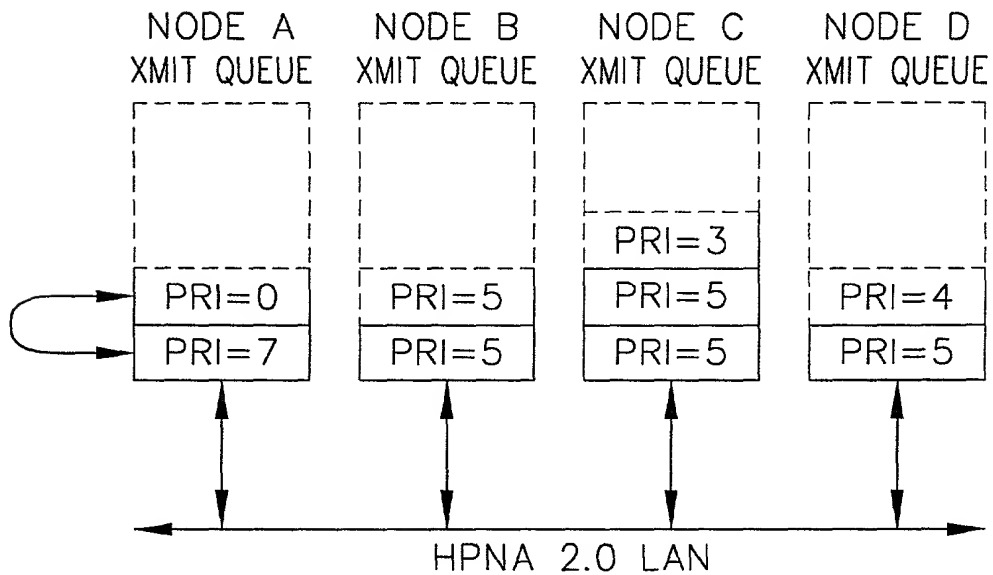 NODE A NODE B NODE C NODE D
XMIT QUEUE XMIT QUEUE XMIT QUEUE XMIT QUEUE
PRI=3
PRI=0 PRI=5 PRI=5 PRI=4
PRI=7 PRI=5 PRI=5 PRI=5
HPNA 2.0 LAN